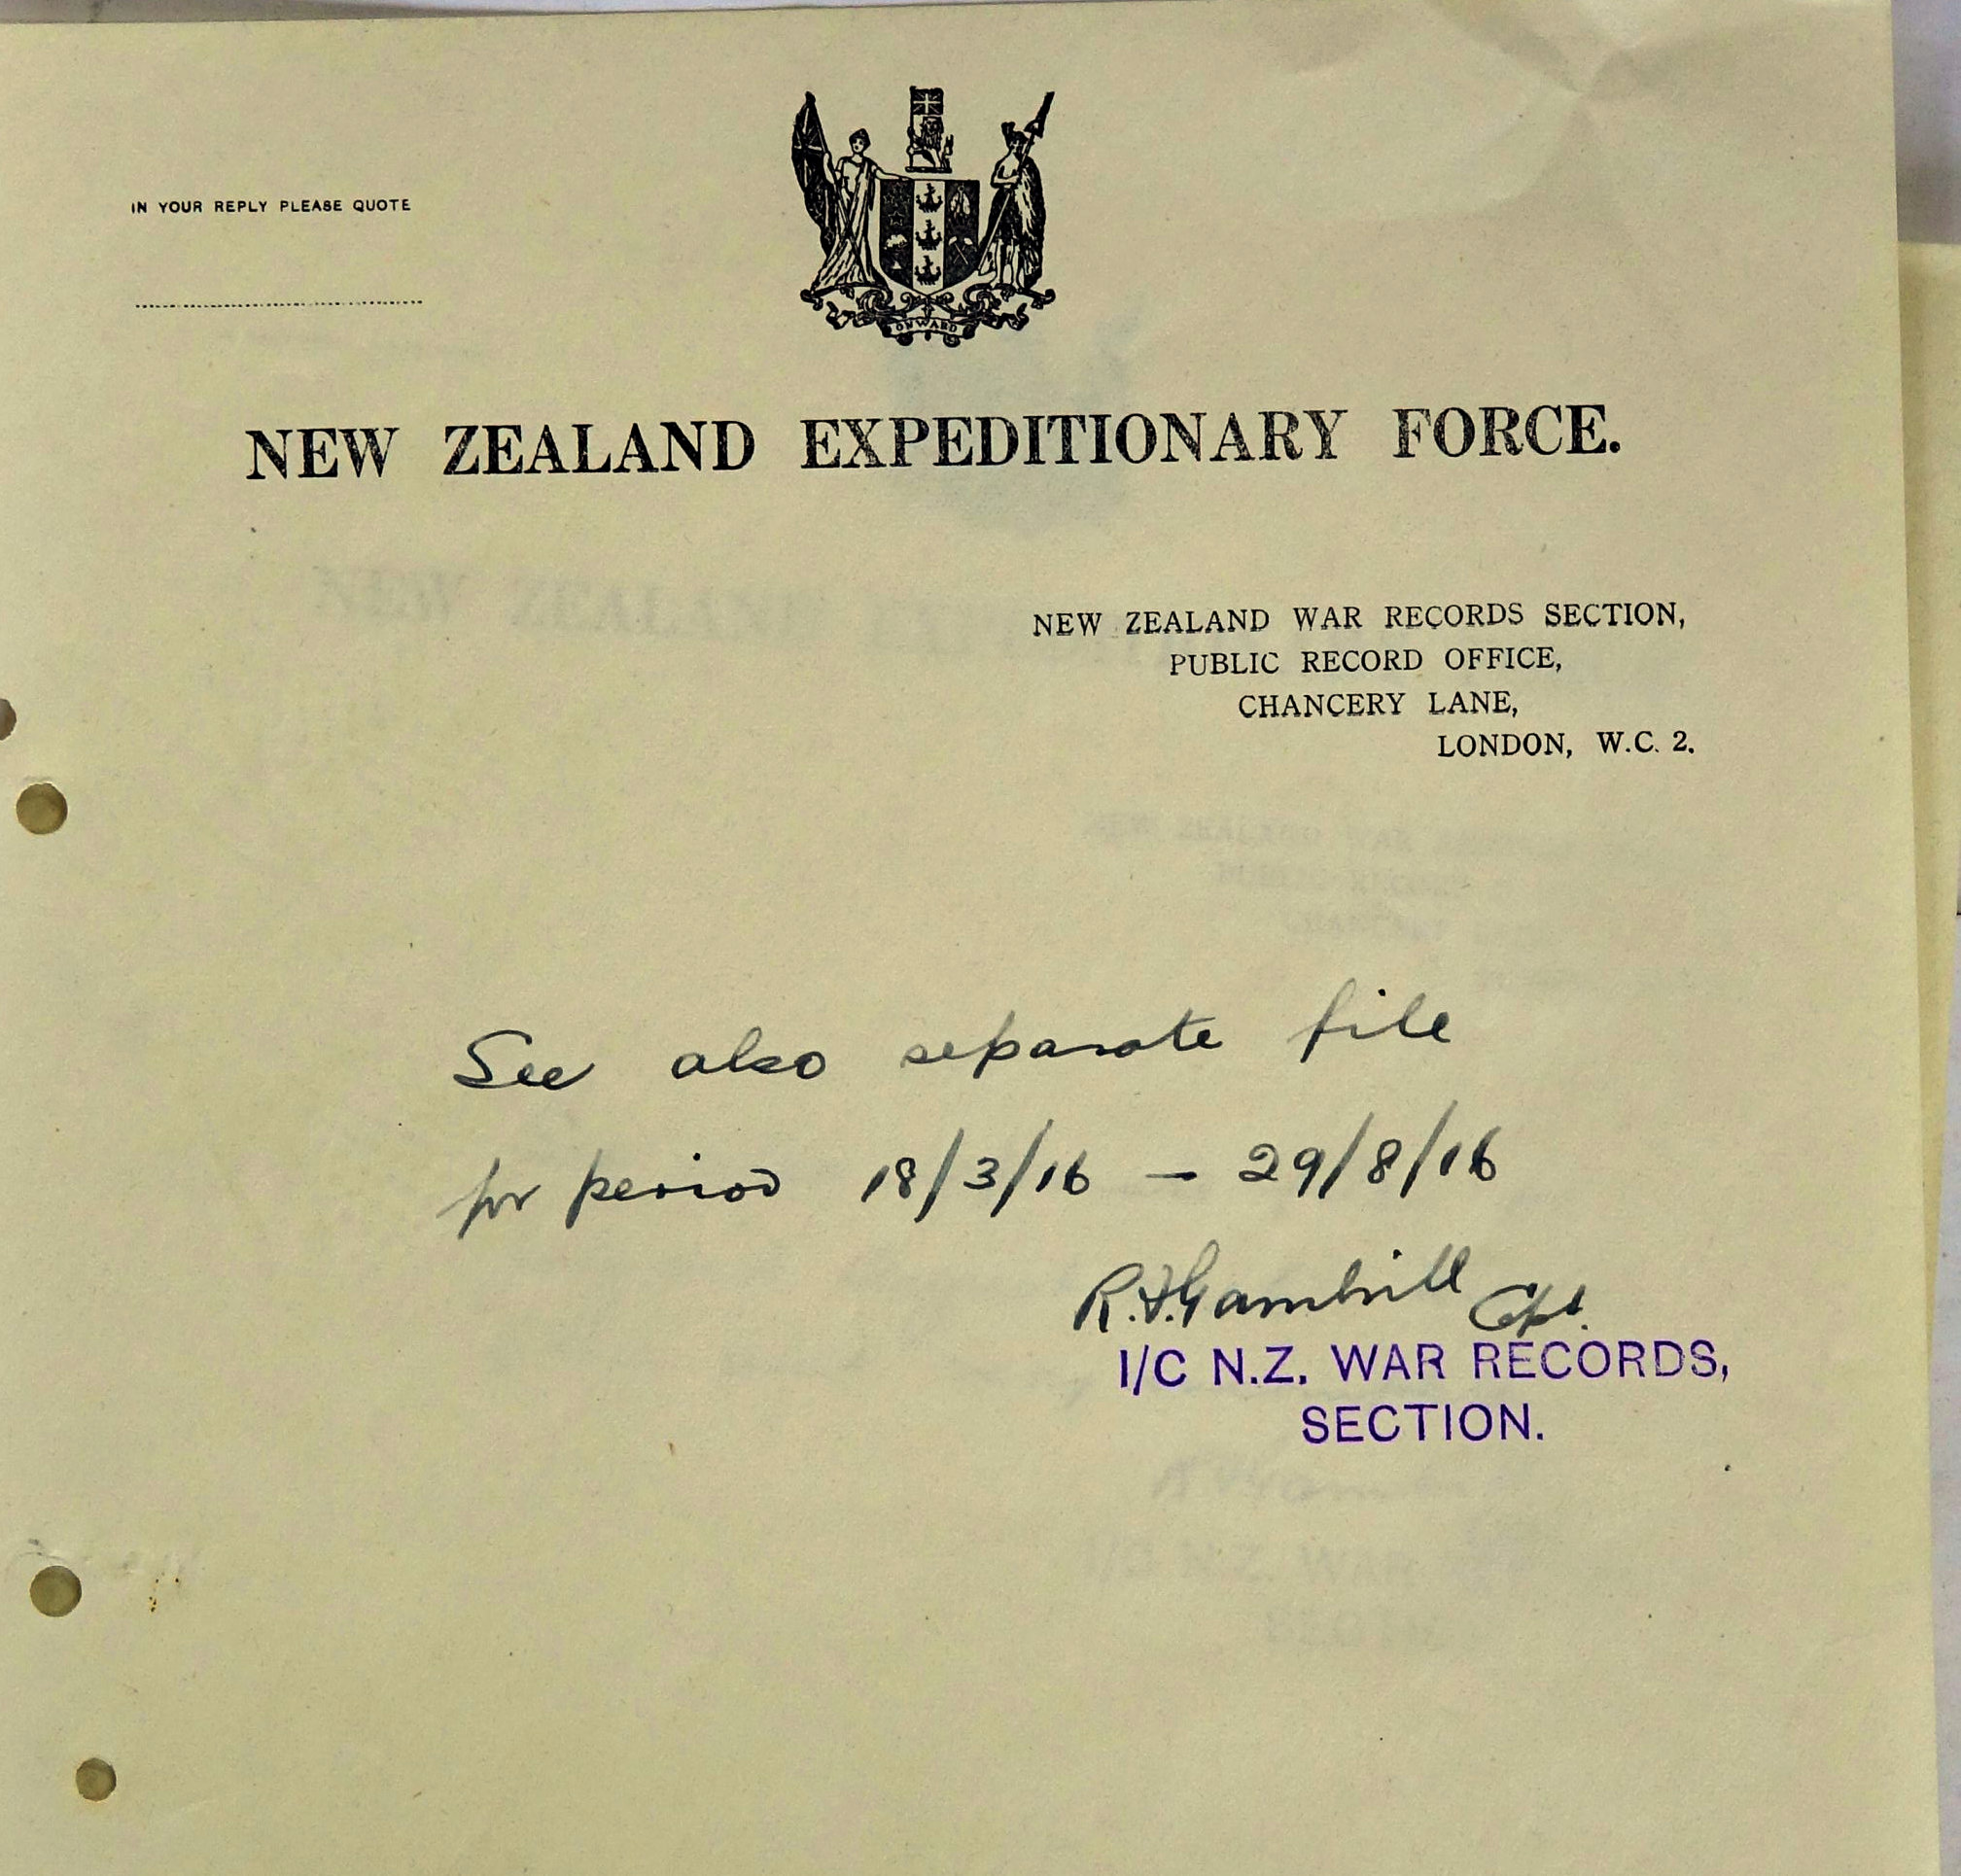 IN YOUR REPLY PLEASE QUOTE
ONWARD
NEW ZEALAND EXPEDITIONARY FORCE.
NEW ZEALAND WAR RECORDS SECTION,
PUBLIC RECORD OFFICE,
CHANCERY LANE,
LONDON, W.C. 2.
See also separate file
for period 18/3/16 — 29/8/16
R. F. Gambrill Capt.
I/C N.Z. WAR RECORDS,
SECTION.